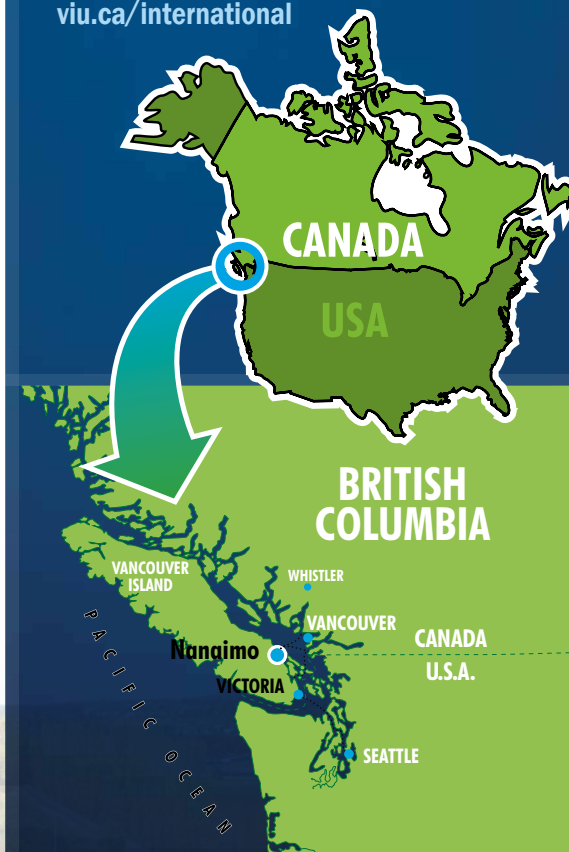 viu.ca/international
CANADA
USA
BRITISH
COLUMBIA
VANCOUVER
ISLAND
WHISTLER
VANCOUVER
Nanaimo
CANADA
U.S.A.
VICTORIA
PACIFIC OCEAN
SEATTLE